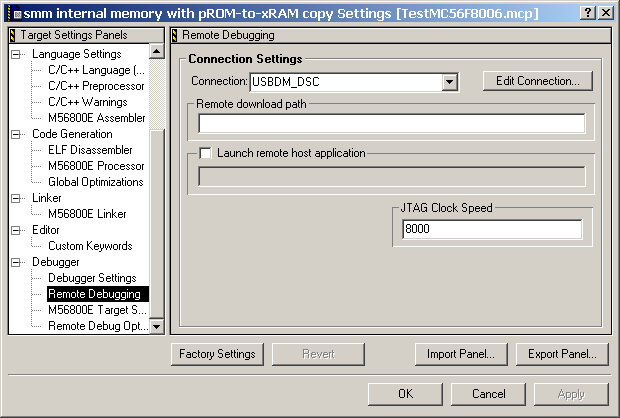 smm internal memory with pROM-to-xRAM copy Settings [TestMC56F8006.mcp]
Target Settings Panels
Language Settings
C/C++ Language (...
C/C++ Preprocessor
C/C++ Warnings
M56800E Assembler
Code Generation
ELF Disassembler
M56800E Processor
Global Optimizations
Linker
M56800E Linker
Editor
Custom Keywords
Debugger
Debugger Settings
Remote Debugging
M56800E Target S...
Remote Debug Opt...
Remote Debugging
Connection Settings
Connection: USBDM_DSC Edit Connection...
Remote download path
Launch remote host application
JTAG Clock Speed
8000
Factory Settings Revert Import Panel... Export Panel...
OK Cancel Apply